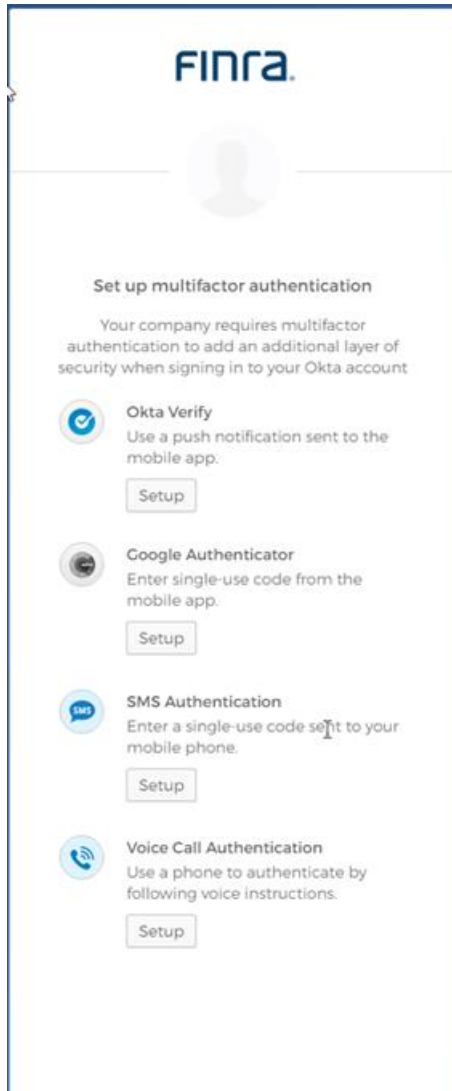 Finra.
Set up multifactor authentication
Your company requires multifactor
authentication to add an additional layer of
security when signing in to your Okta account
Okta Verify
Use a push notification sent to the
mobile app.
Setup
Google Authenticator
Enter single-use code from the
mobile app.
Setup
SMS
SMS Authentication
Enter a single-use code sent to your
mobile phone.
Setup
Voice Call Authentication
Use a phone to authenticate by
following voice instructions.
Setup